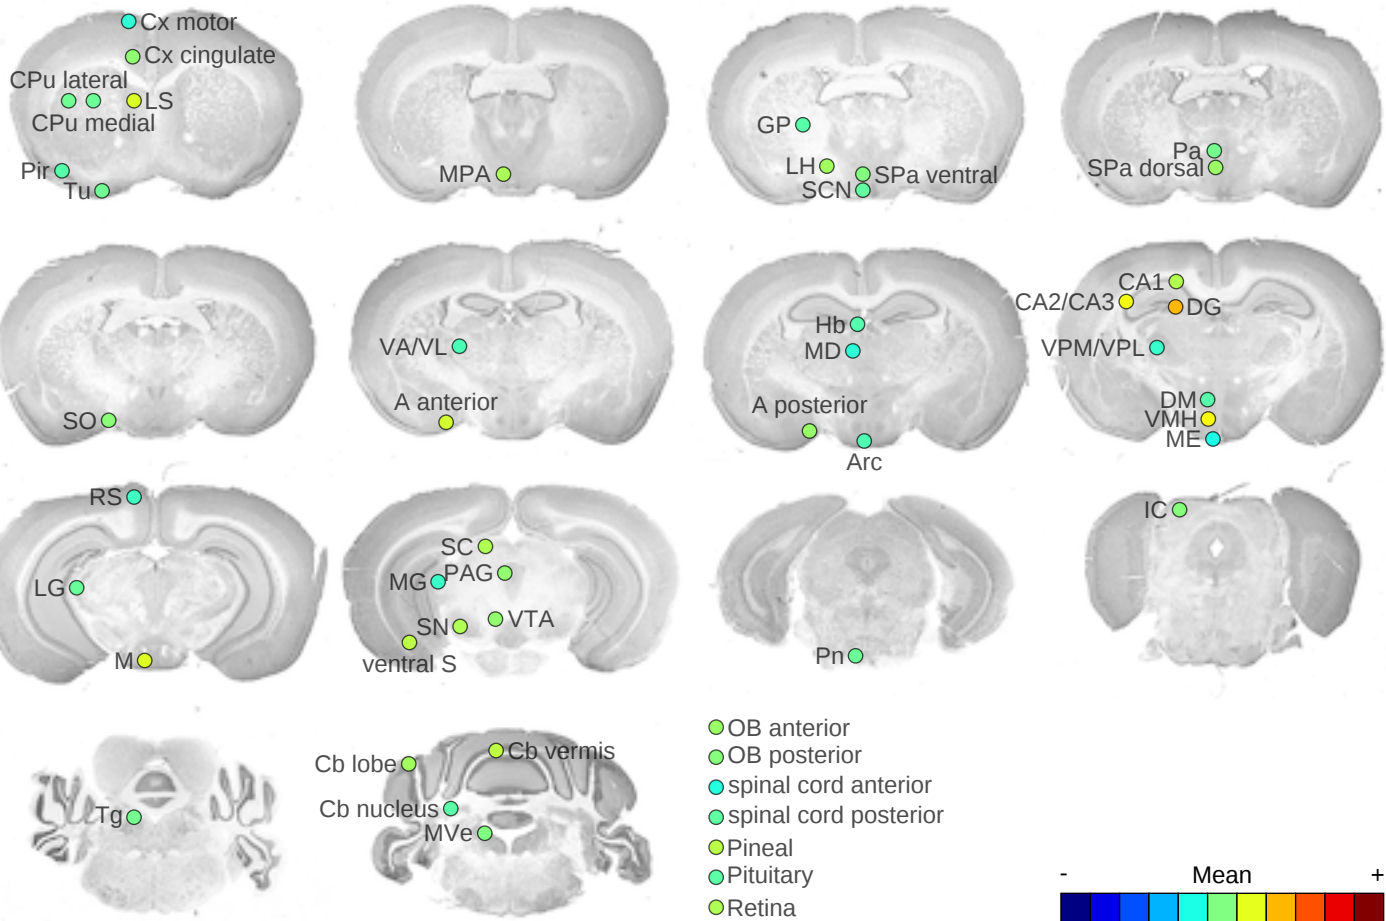 Cx motor
Cx cingulate
CPu lateral
LS
CPu medial
Pir
Tu
MPA
GP
LH
SPa ventral
SCN
Pa
SPa dorsal
SO
VA/VL
A anterior
Hb
MD
A posterior
Arc
CA1
CA2/CA3
DG
VPM/VPL
DM
VMH
ME
RS
LG
M
SC
MG
PAG
SN
VTA
ventral S
Pn
IC
Tg
Cb lobe
Cb vermis
Cb nucleus
MVe
OB anterior
OB posterior
spinal cord anterior
spinal cord posterior
Pineal
Pituitary
Retina
- Mean +